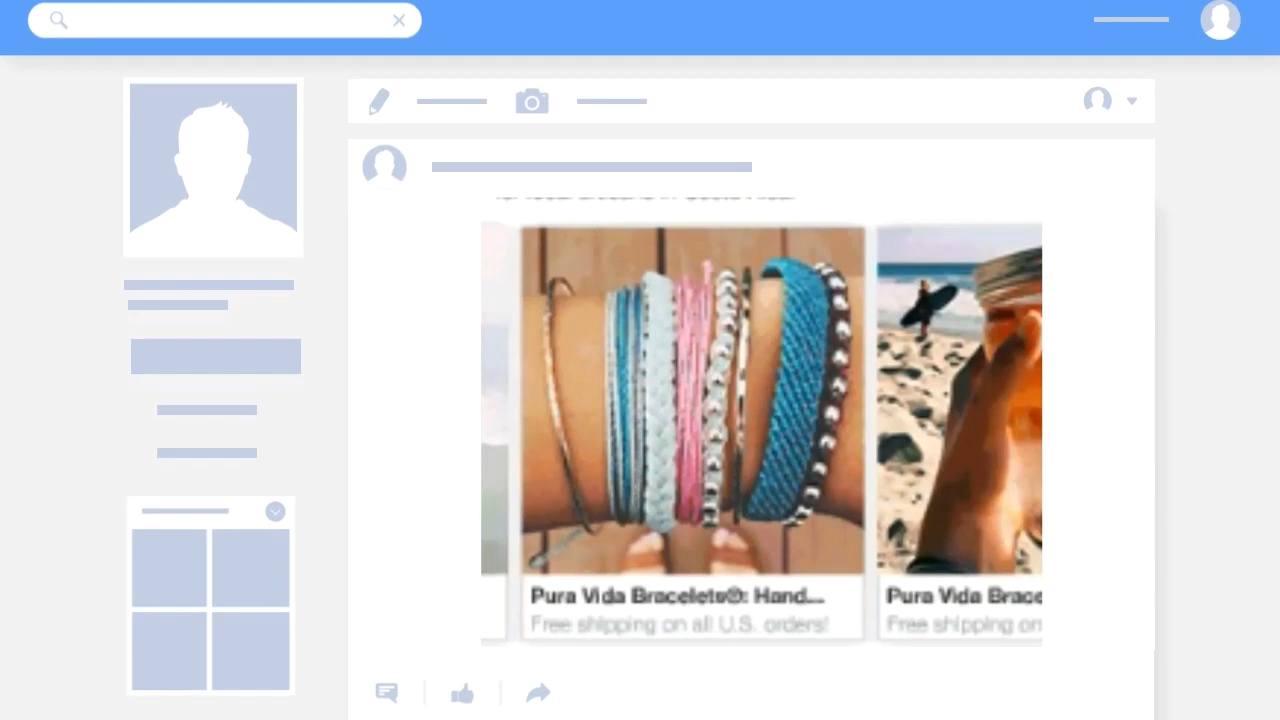 Pura Vida Bracelets®: Hand...
Free shipping on all U.S. orders!
Pura Vida Brace
Free shipping on